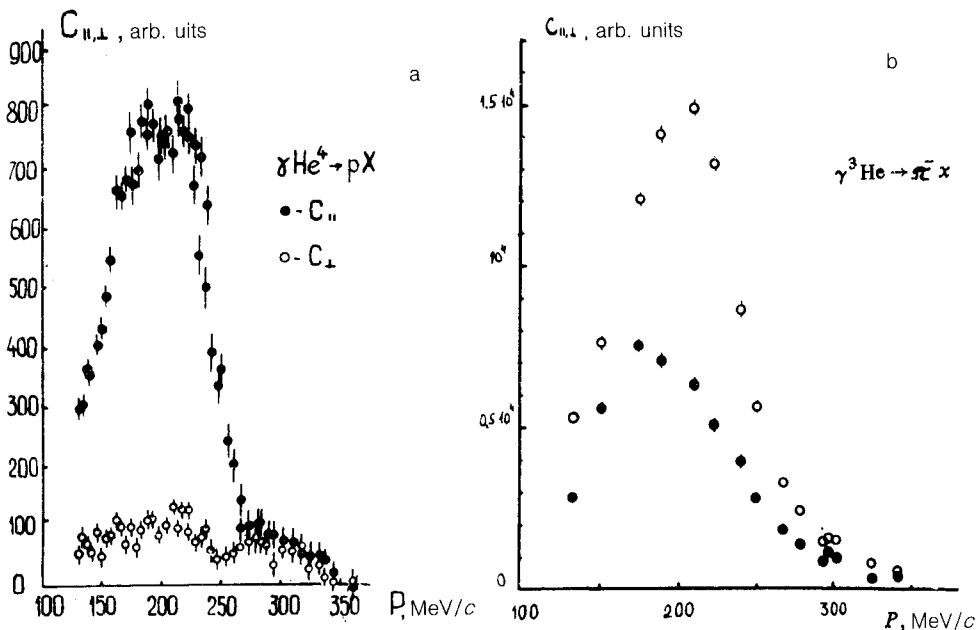 C∥,⊥ , arb. uits
a
900
800
700
600
500
400
300
200
100
0
γHe⁴→pX
● - C∥
○ - C⊥
100 150 200 250 300 350 P, MeV/c
C∥,⊥ , arb. units
b
1.5 10⁴
10⁴
0,5 10⁴
0
γ ³He → π⁻ x
100 200 300
P, MeV/c